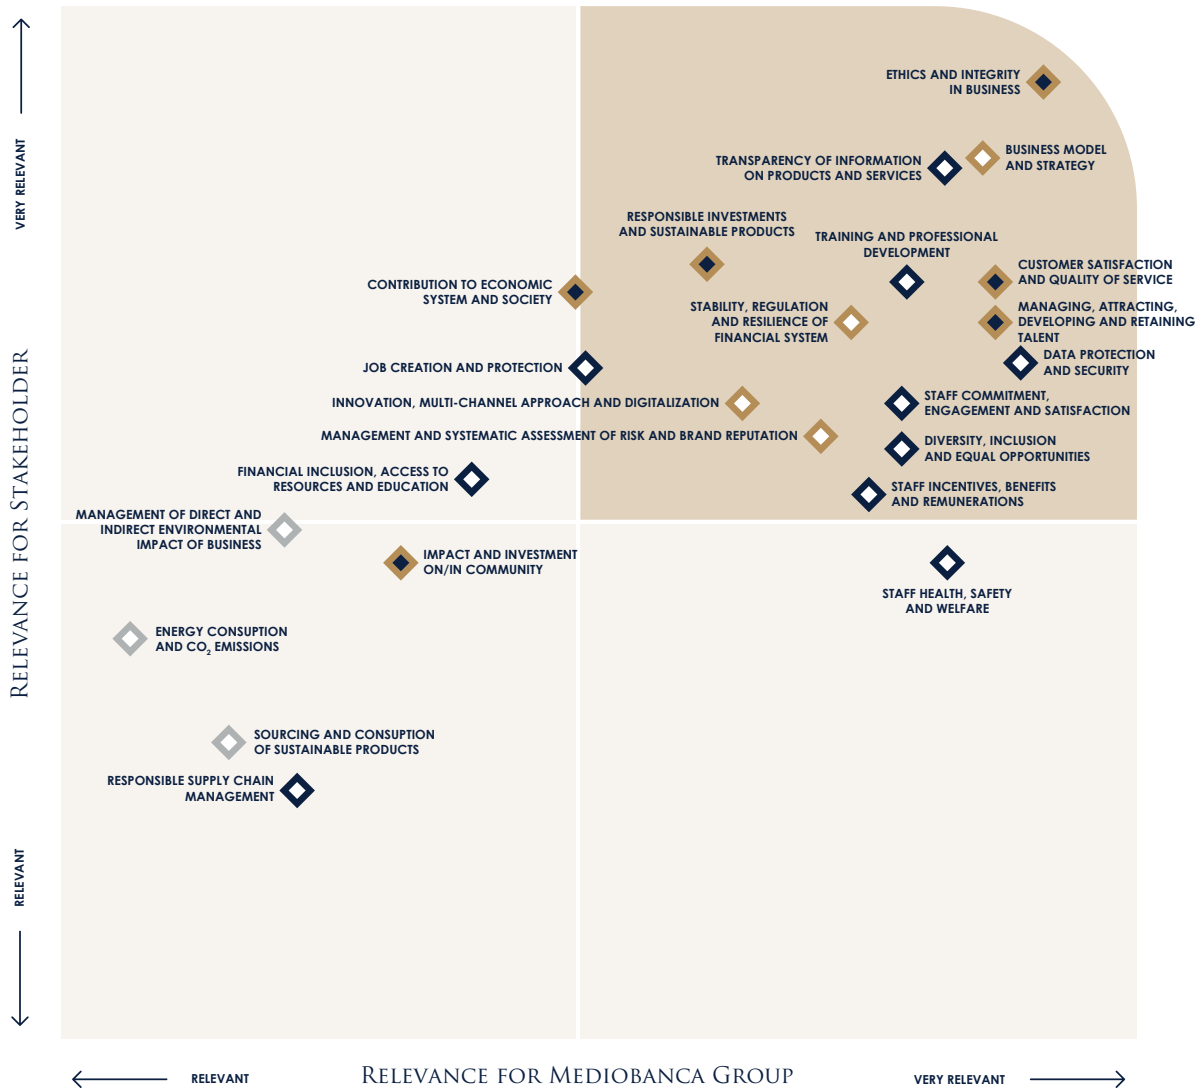 VERY RELEVANT
RELEVANCE FOR STAKEHOLDER
RELEVANT
ETHICS AND INTEGRITY
IN BUSINESS
BUSINESS MODEL
AND STRATEGY
TRANSPARENCY OF INFORMATION
ON PRODUCTS AND SERVICES
RESPONSIBLE INVESTMENTS
AND SUSTAINABLE PRODUCTS
TRAINING AND PROFESSIONAL
DEVELOPMENT
CUSTOMER SATISFACTION
AND QUALITY OF SERVICE
CONTRIBUTION TO ECONOMIC
SYSTEM AND SOCIETY
STABILITY, REGULATION
AND RESILIENCE OF
FINANCIAL SYSTEM
MANAGING, ATTRACTING,
DEVELOPING AND RETAINING
TALENT
DATA PROTECTION
AND SECURITY
JOB CREATION AND PROTECTION
INNOVATION, MULTI-CHANNEL APPROACH AND DIGITALIZATION
STAFF COMMITMENT,
ENGAGEMENT AND SATISFACTION
MANAGEMENT AND SYSTEMATIC ASSESSMENT OF RISK AND BRAND REPUTATION
DIVERSITY, INCLUSION
AND EQUAL OPPORTUNITIES
FINANCIAL INCLUSION, ACCESS TO
RESOURCES AND EDUCATION
STAFF INCENTIVES, BENEFITS
AND REMUNERATIONS
MANAGEMENT OF DIRECT AND
INDIRECT ENVIRONMENTAL
IMPACT OF BUSINESS
IMPACT AND INVESTMENT
ON/IN COMMUNITY
STAFF HEALTH, SAFETY
AND WELFARE
ENERGY CONSUPTION
AND CO₂ EMISSIONS
SOURCING AND CONSUPTION
OF SUSTAINABLE PRODUCTS
RESPONSIBLE SUPPLY CHAIN
MANAGEMENT
RELEVANT
RELEVANCE FOR MEDIOBANCA GROUP
VERY RELEVANT